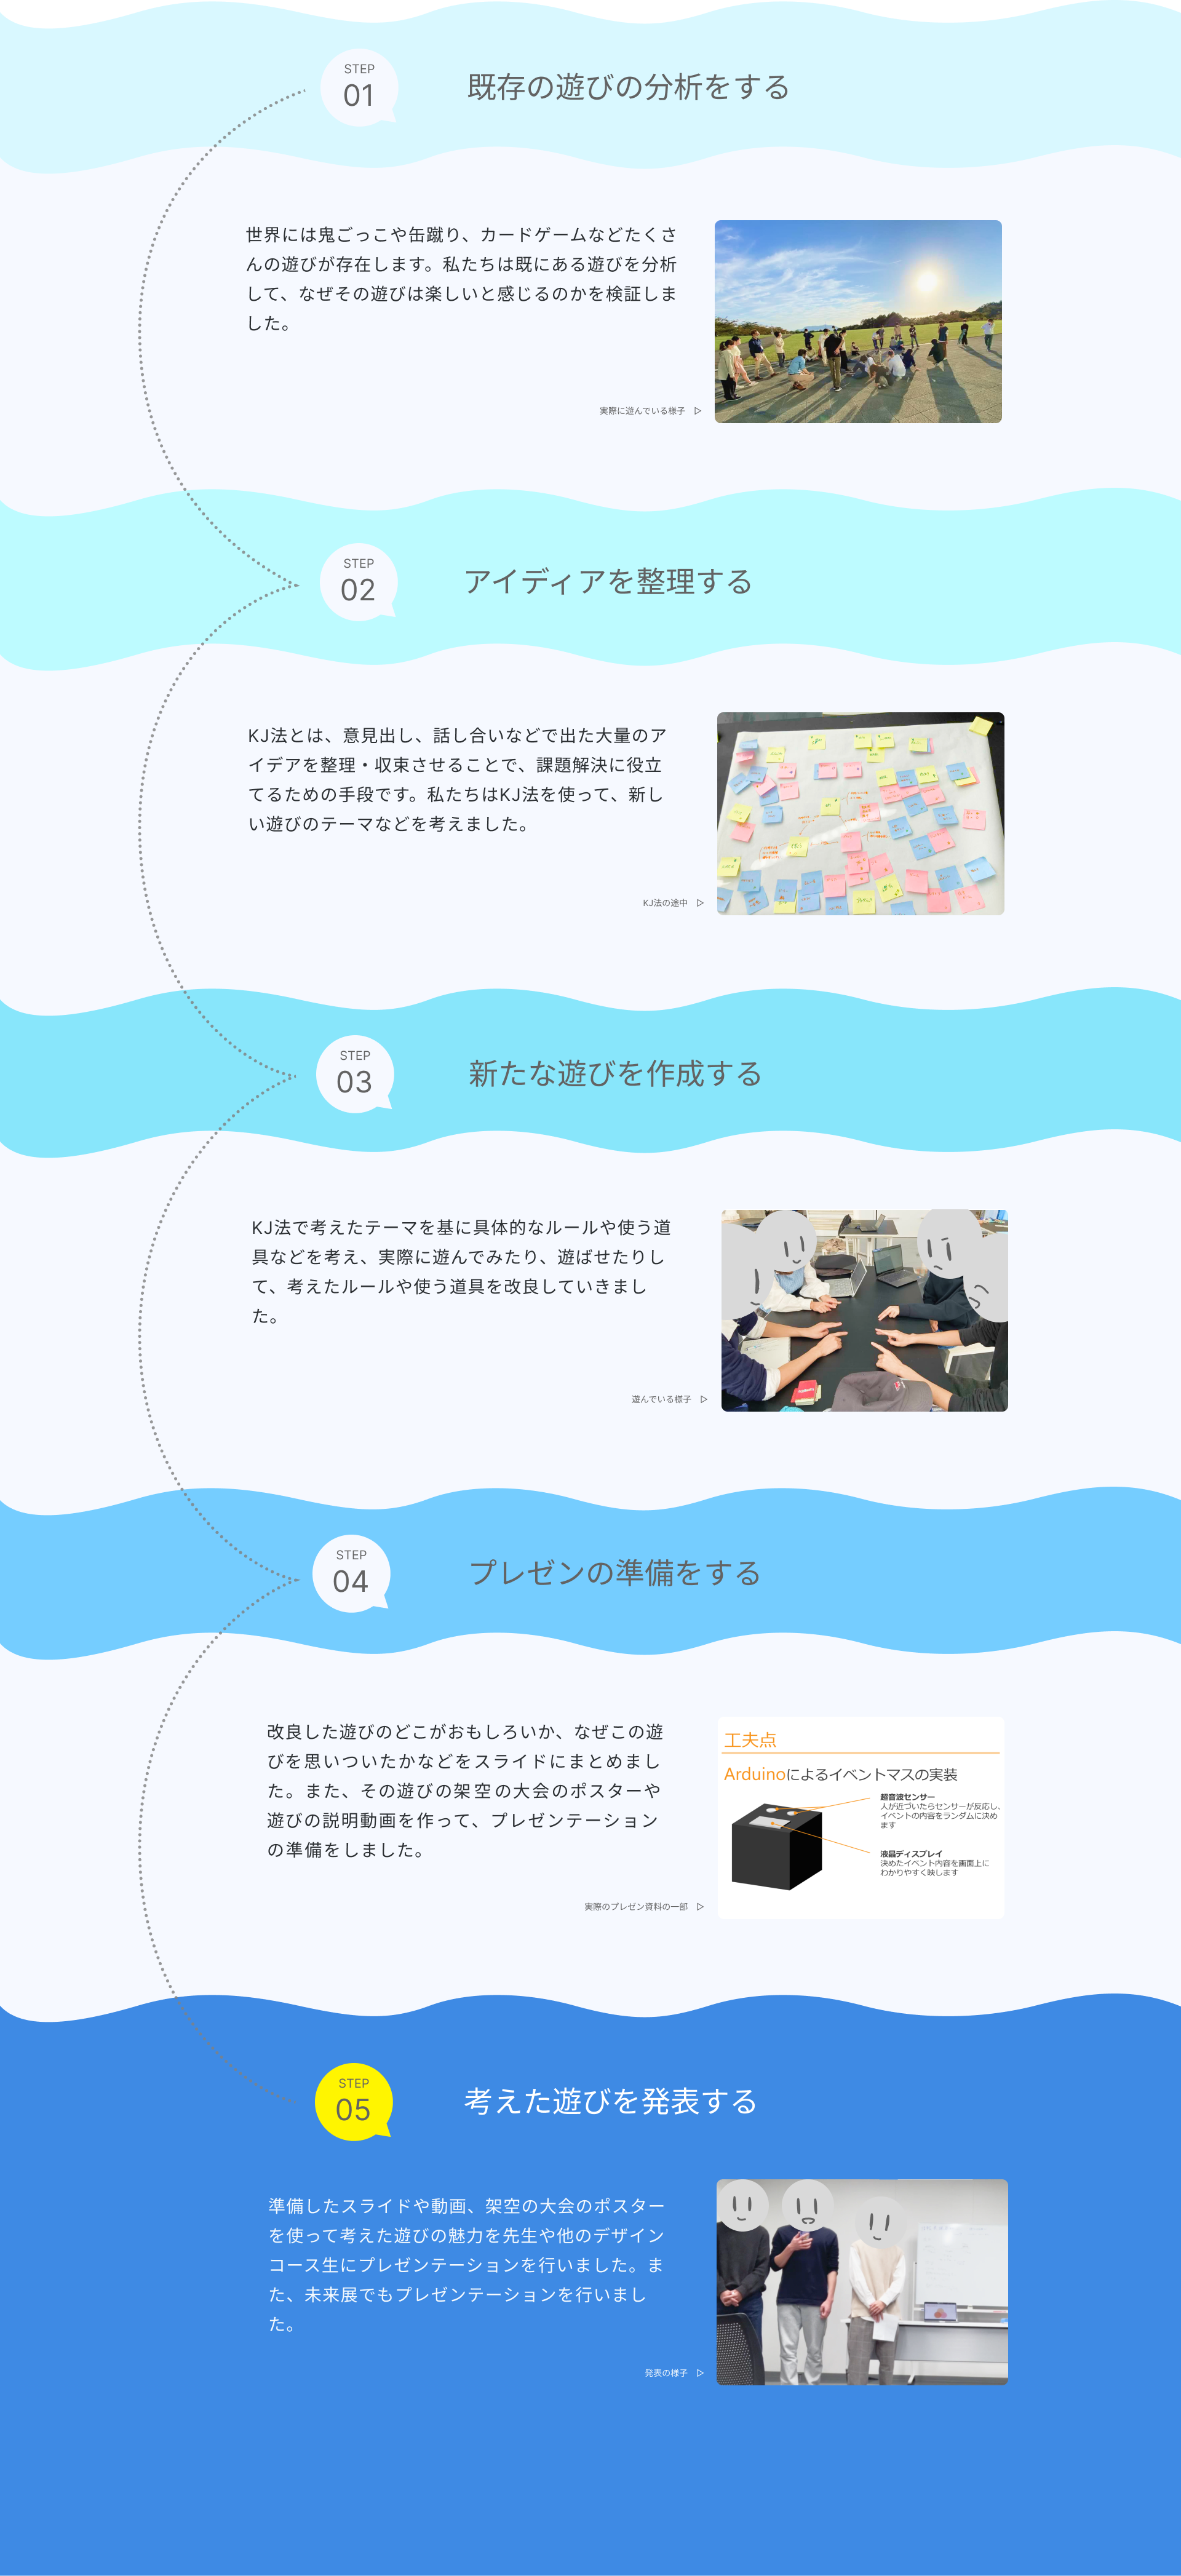 STEP
01
既存の遊びの分析をする
世界には鬼ごっこや缶蹴り、カードゲームなどたくさ
んの遊びが存在します。私たちは既にある遊びを分析
して、なぜその遊びは楽しいと感じるのかを検証しま
した。
実際に遊んでいる様子 ▷
STEP
02
アイディアを整理する
KJ法とは、意見出し、話し合いなどで出た大量のア
イデアを整理・収束させることで、課題解決に役立
てるための手段です。私たちはKJ法を使って、新し
い遊びのテーマなどを考えました。
KJ法の途中 ▷
STEP
03
新たな遊びを作成する
KJ法で考えたテーマを基に具体的なルールや使う道
具などを考え、実際に遊んでみたり、遊ばせたりし
て、考えたルールや使う道具を改良していきまし
た。
遊んでいる様子 ▷
STEP
04
プレゼンの準備をする
改良した遊びのどこがおもしろいか、なぜこの遊
びを思いついたかなどをスライドにまとめまし
た。また、その遊びの架空の大会のポスターや
遊びの説明動画を作って、プレゼンテーション
の準備をしました。
実際のプレゼン資料の一部 ▷
工夫点
Arduinoによるイベントマスの実装
超音波センサー
人が近づいたらセンサーが反応し、
イベントの内容をランダムに決め
ます
液晶ディスプレイ
決めたイベント内容を画面上に
わかりやすく映します
STEP
05
考えた遊びを発表する
準備したスライドや動画、架空の大会のポスター
を使って考えた遊びの魅力を先生や他のデザイン
コース生にプレゼンテーションを行いました。ま
た、未来展でもプレゼンテーションを行いまし
た。
発表の様子 ▷